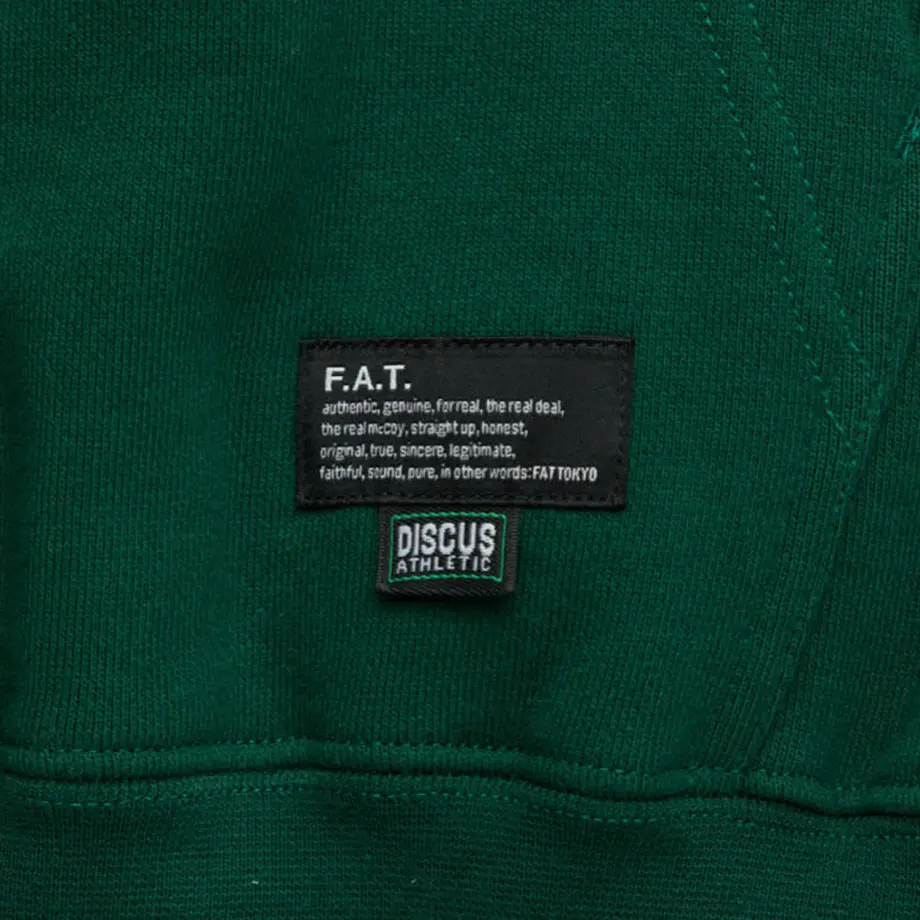 F.A.T.
authentic, genuine, for real, the real deal,
the real mccoy, straight up, honest,
original, true, sincere, legitimate,
faithful, sound, pure, in other words: FAT TOKYO
DISCUS
ATHLETIC